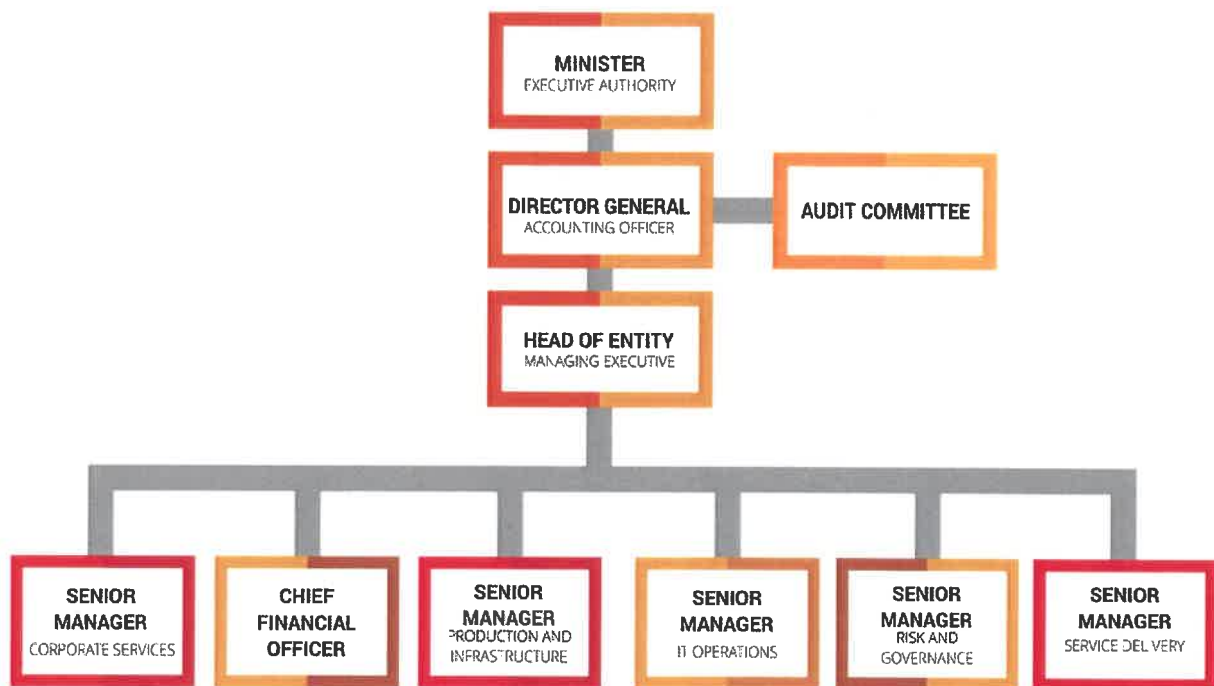 MINISTER
EXECUTIVE AUTHORITY
DIRECTOR GENERAL
ACCOUNTING OFFICER
AUDIT COMMITTEE
HEAD OF ENTITY
MANAGING EXECUTIVE
SENIOR
MANAGER
CORPORATE SERVICES
CHIEF
FINANCIAL
OFFICER
SENIOR
MANAGER
PRODUCTION AND
INFRASTRUCTURE
SENIOR
MANAGER
IT OPERATIONS
SENIOR
MANAGER
RISK AND
GOVERNANCE
SENIOR
MANAGER
SERVICE DELIVERY